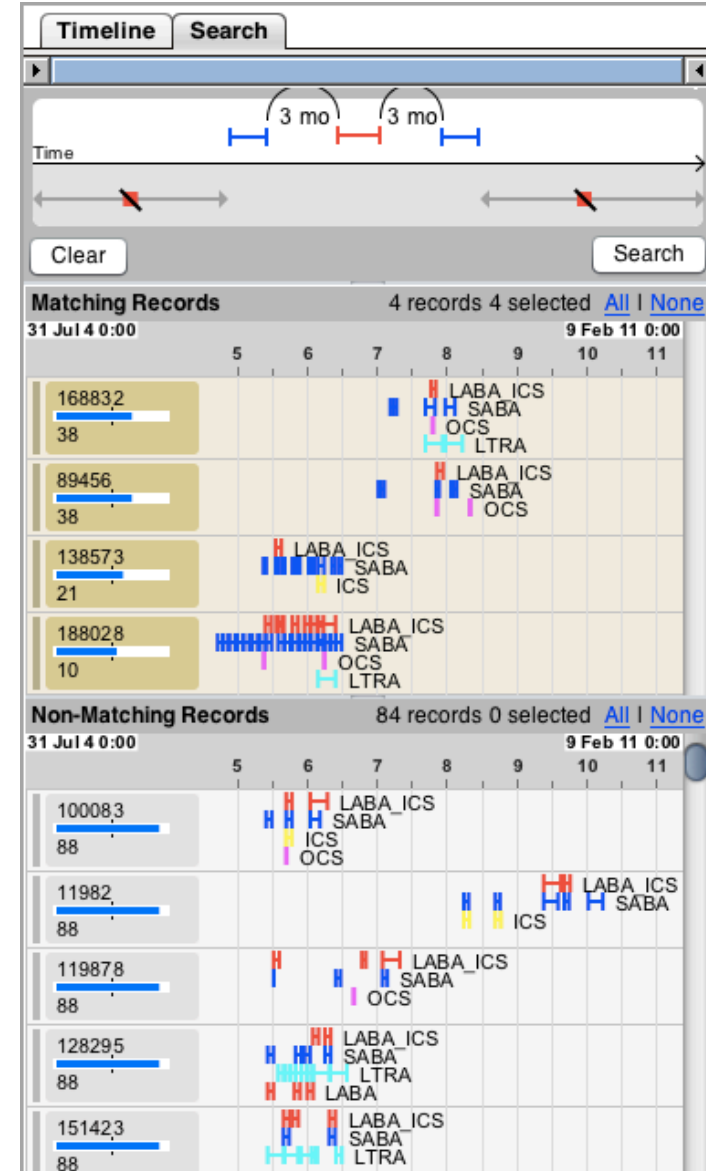 Timeline Search
3 mo 3 mo
Time
Clear Search
Matching Records 4 records 4 selected All I None
31 Jul 4 0:00 9 Feb 11 0:00
5 6 7 8 9 10 11
168832 LABA_ICS
SABA
38 OCS
LTRA
89456 LABA_ICS
SABA
38 OCS
138573 LABA_ICS
SABA
21 ICS
188028 LABA_ICS
SABA
10 OCS
LTRA
Non-Matching Records 84 records 0 selected All I None
31 Jul 4 0:00 9 Feb 11 0:00
5 6 7 8 9 10 11
100083 LABA_ICS
SABA
88 ICS
OCS
11982 LABA_ICS
SABA
88 ICS
119878 LABA_ICS
SABA
88 OCS
128295 LABA_ICS
SABA
88 LTRA
LABA
151423 LABA_ICS
SABA
88 LTRA